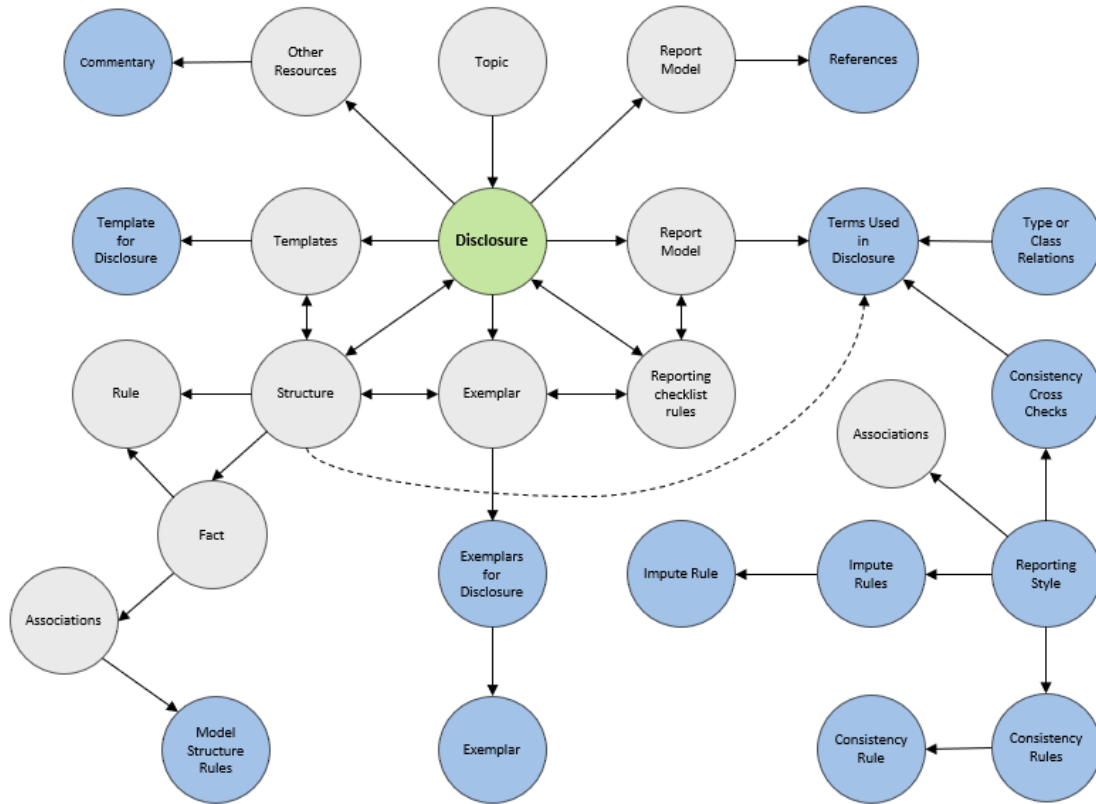 Commentary
Other
Resources
Topic
Report
Model
References
Template
for
Disclosure
Templates
Disclosure
Report
Model
Terms Used
in
Disclosure
Type or
Class
Relations
Rule
Structure
Exemplar
Reporting
checklist
rules
Consistency
Cross
Checks
Associations
Fact
Exemplars
for
Disclosure
Impute Rule
Impute
Rules
Reporting
Style
Associations
Model
Structure
Rules
Exemplar
Consistency
Rule
Consistency
Rules